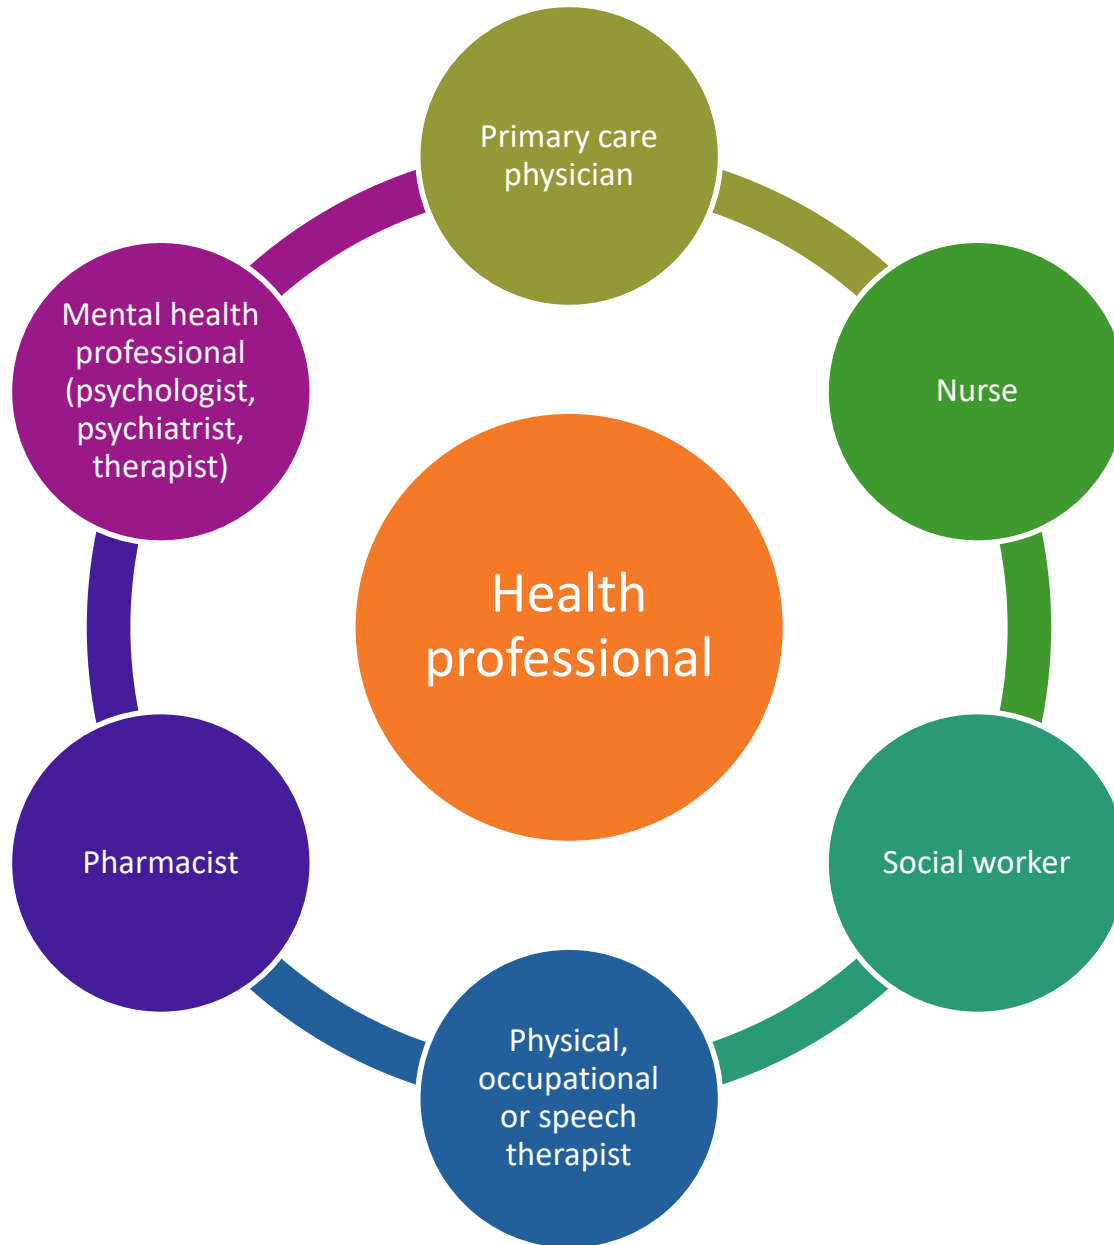 Primary care
physician
Nurse
Social worker
Physical,
occupational
or speech
therapist
Pharmacist
Mental health
professional
(psychologist,
psychiatrist,
therapist)
Health
professional